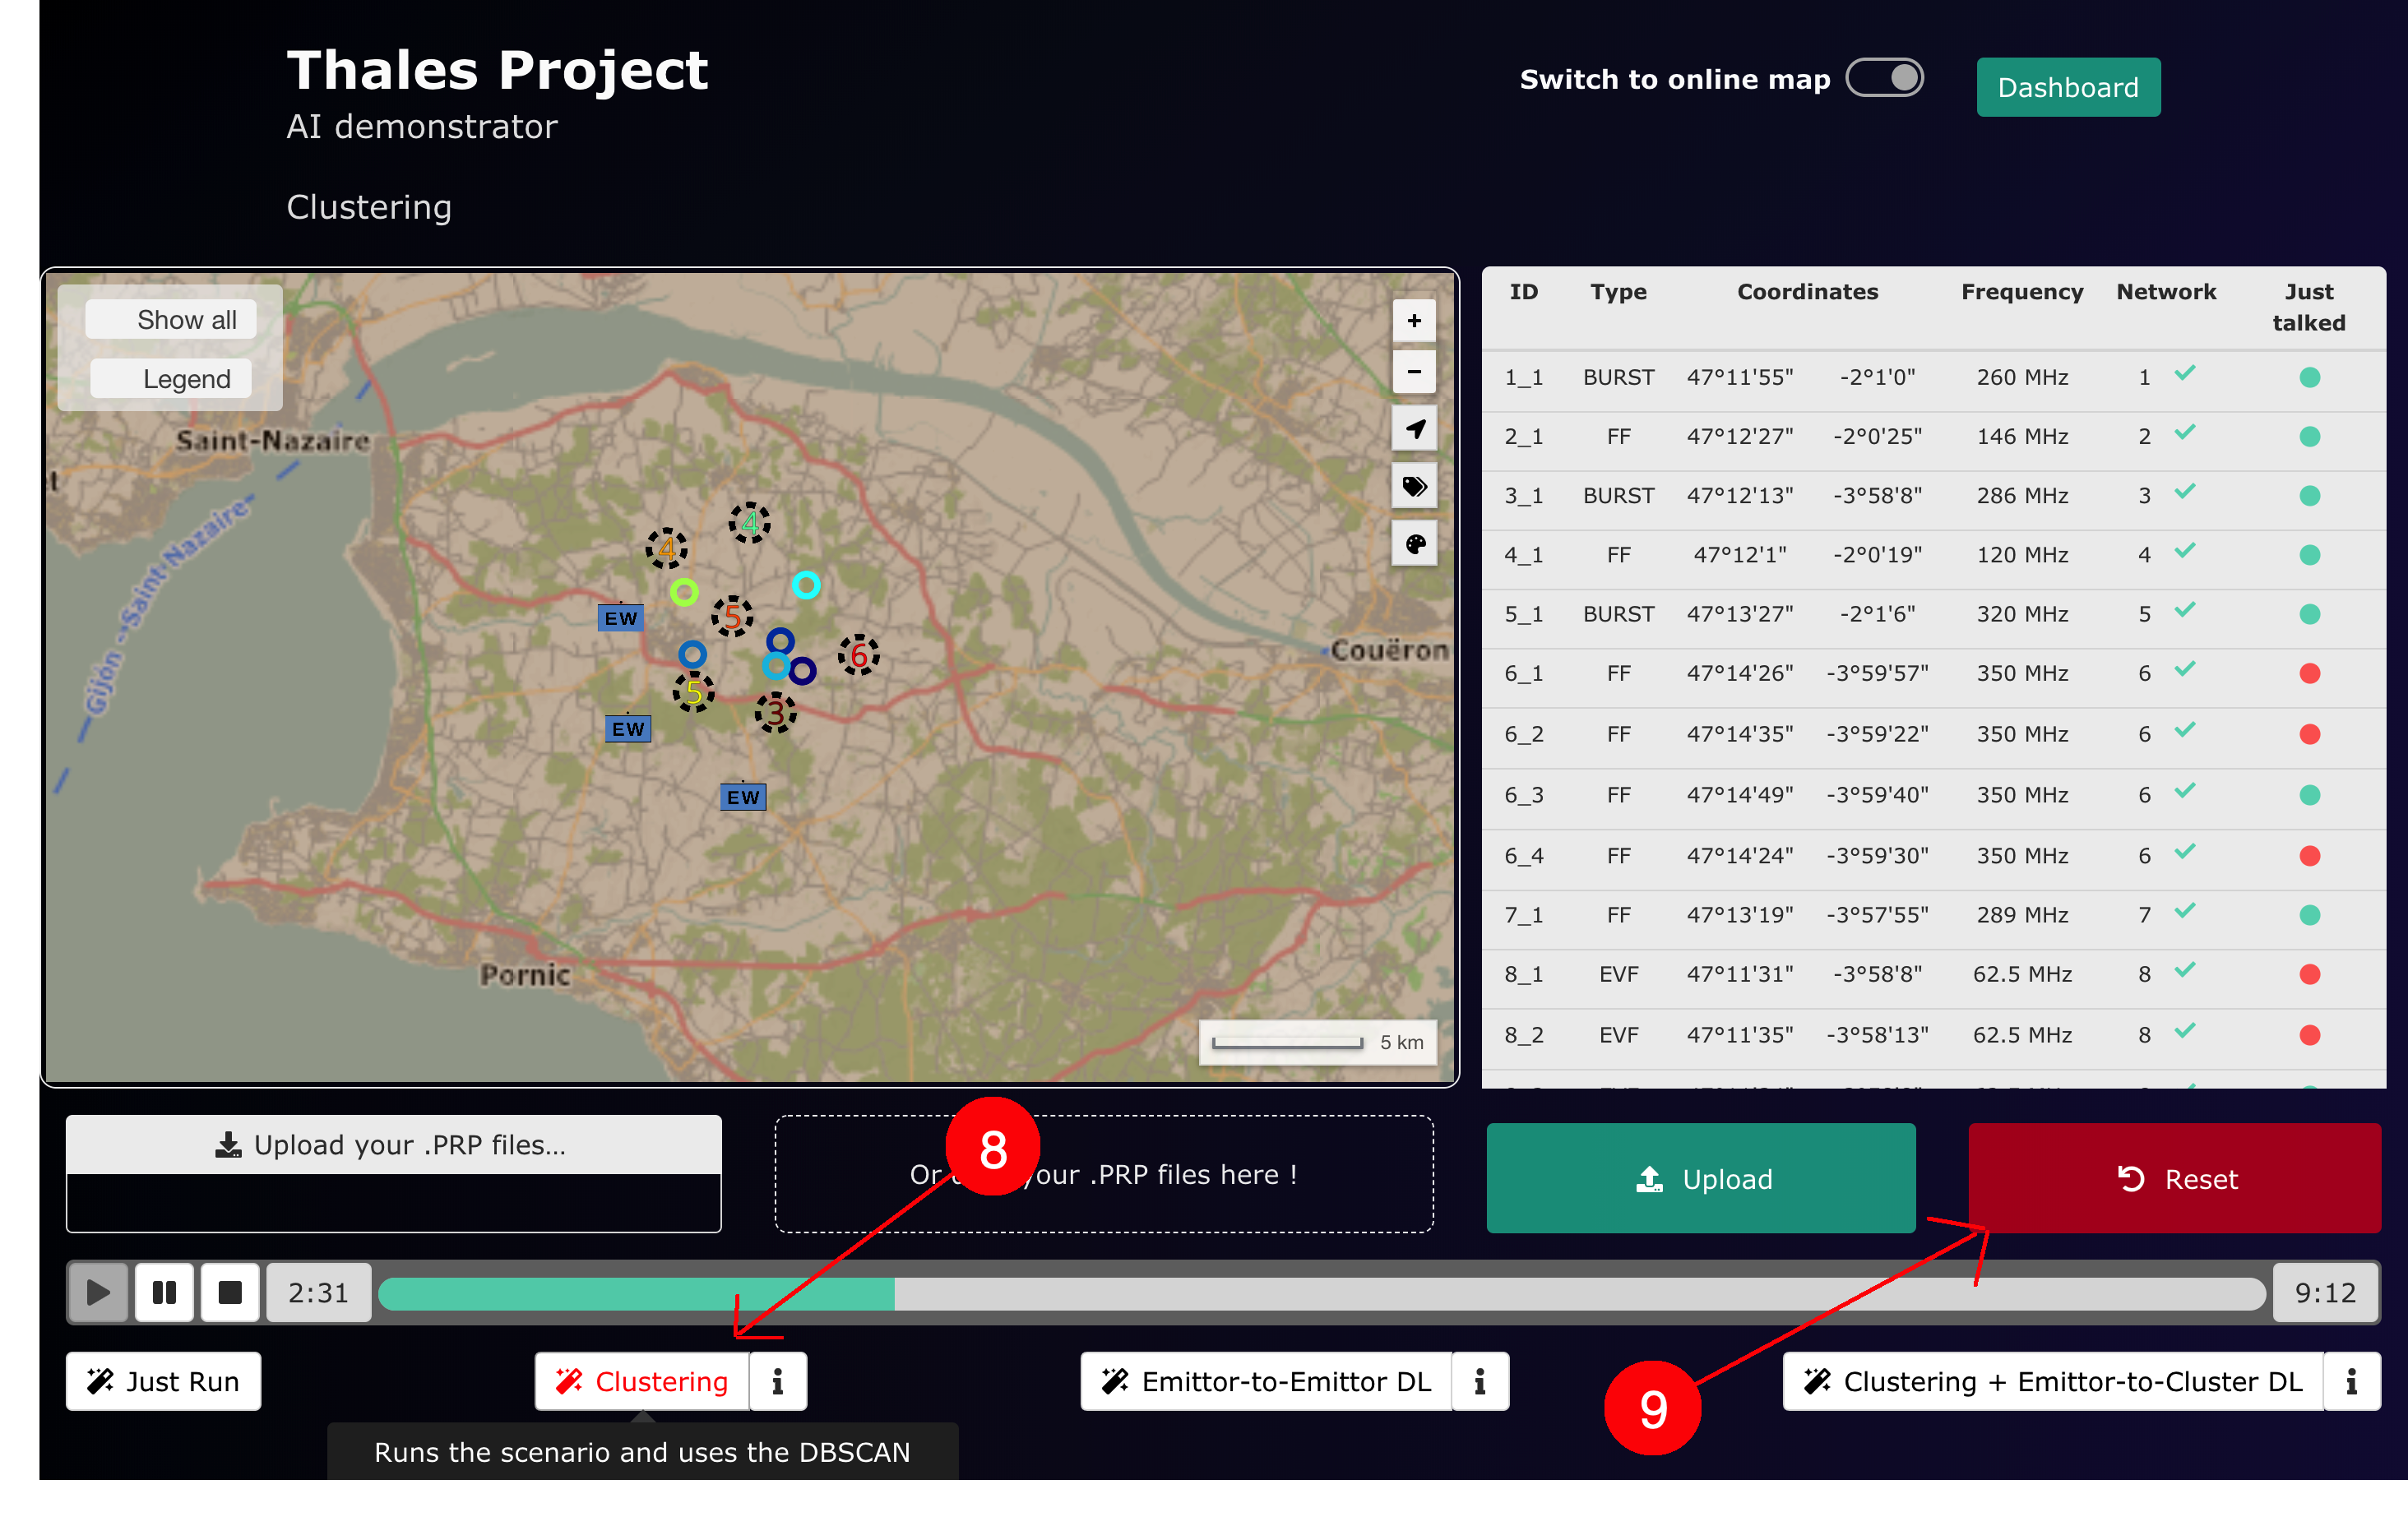 Thales Project
AI demonstrator
Switch to online map
Dashboard
Clustering
Show all
Legend
+
−
Saint-Nazaire
Gijón - Saint-Nazaire
Couëron
Pornic
4
4
5
6
5
3
EW
EW
EW
5 km
ID Type Coordinates Frequency Network Just talked
1_1 BURST 47°11'55" -2°1'0" 260 MHz 1
2_1 FF 47°12'27" -2°0'25" 146 MHz 2
3_1 BURST 47°12'13" -3°58'8" 286 MHz 3
4_1 FF 47°12'1" -2°0'19" 120 MHz 4
5_1 BURST 47°13'27" -2°1'6" 320 MHz 5
6_1 FF 47°14'26" -3°59'57" 350 MHz 6
6_2 FF 47°14'35" -3°59'22" 350 MHz 6
6_3 FF 47°14'49" -3°59'40" 350 MHz 6
6_4 FF 47°14'24" -3°59'30" 350 MHz 6
7_1 FF 47°13'19" -3°57'55" 289 MHz 7
8_1 EVF 47°11'31" -3°58'8" 62.5 MHz 8
8_2 EVF 47°11'35" -3°58'13" 62.5 MHz 8
Upload your .PRP files...
Or your .PRP files here !
8
Upload
Reset
2:31
9:12
Just Run
Clustering
i
Emittor-to-Emittor DL
i
9
Clustering + Emittor-to-Cluster DL
i
Runs the scenario and uses the DBSCAN